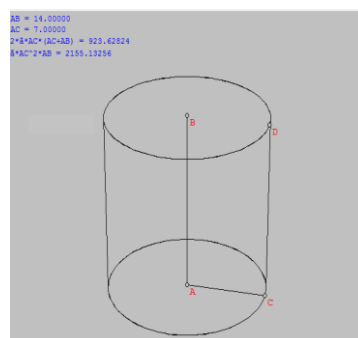 AB = 14.00000
AC = 7.00000
2*ã*AC*(AC+AB) = 923.62824
ã*AC^2*AB = 2155.13256
B
D
A
C